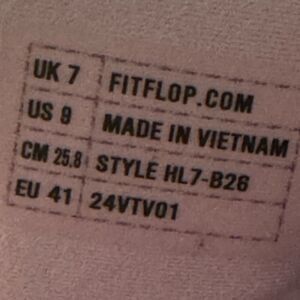 UK 7 FITFLOP.COM
US 9 MADE IN VIETNAM
CM 25.8 STYLE HL7-B26
EU 41 24VTV01